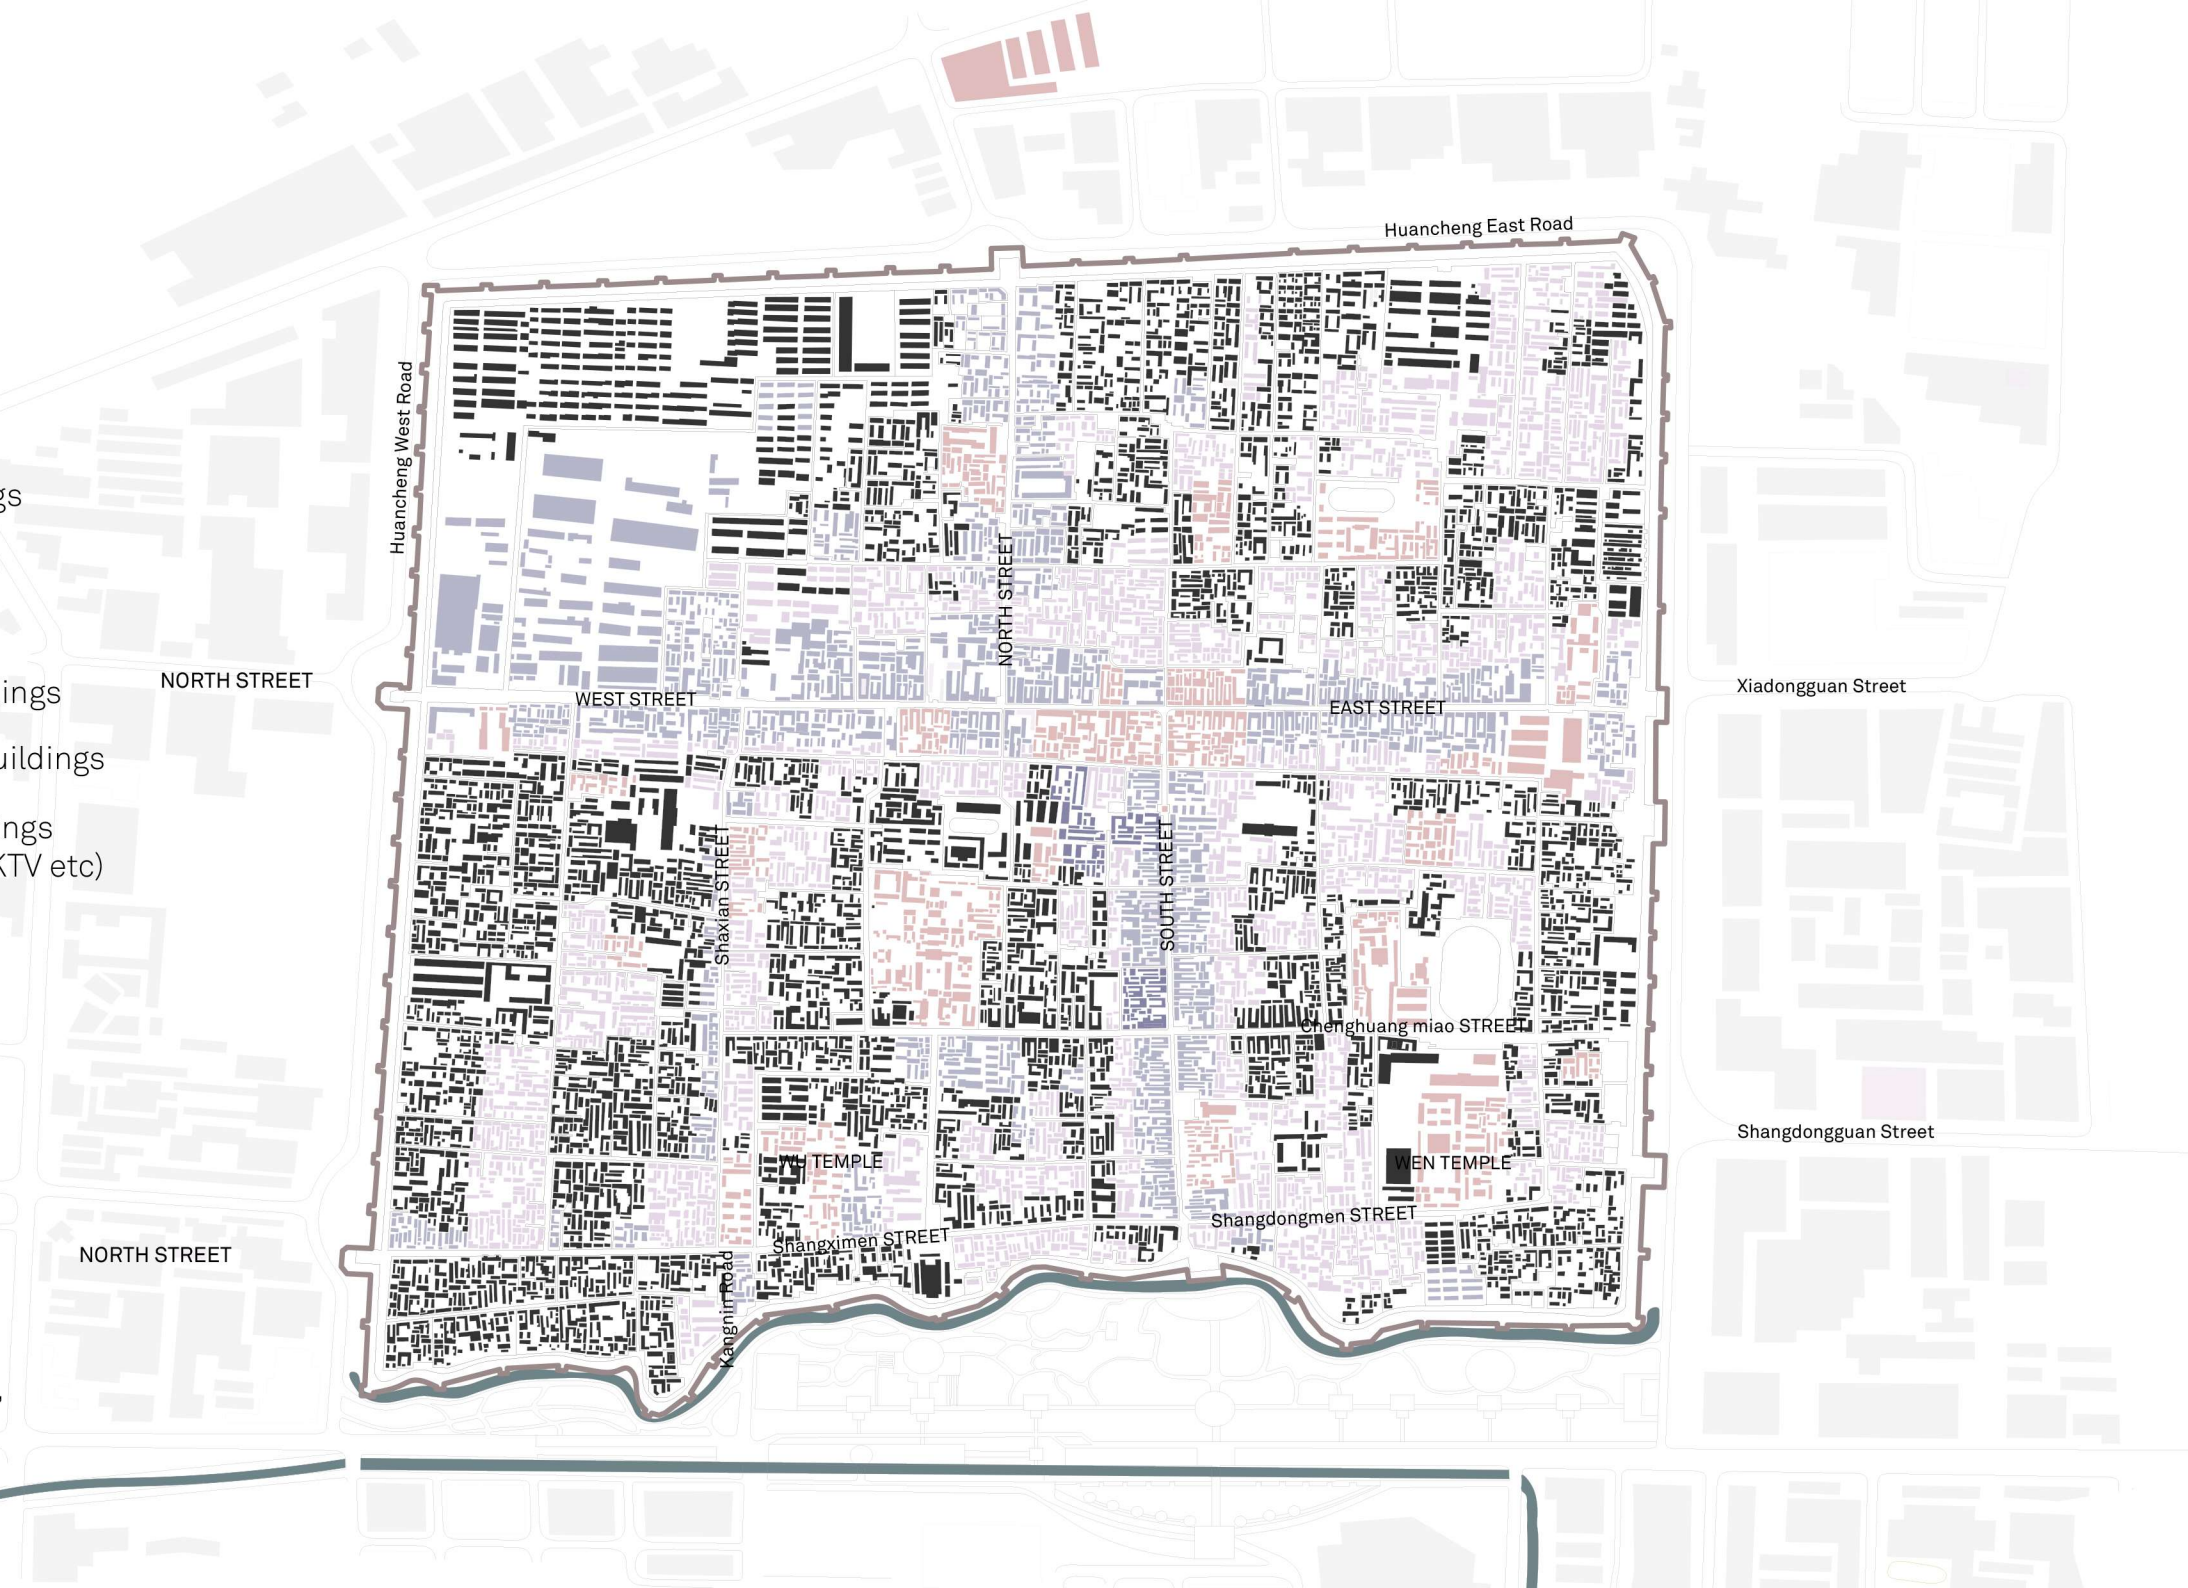 Huancheng East Road
Huancheng West Road
gs
NORTH STREET
NORTH STREET
ings
WEST STREET
EAST STREET
Xiadongguan Street
uildings
ngs
KTV etc)
Shaxian STREET
SOUTH STREET
Chenghuang miao STREET
Shangdongguan Street
WU TEMPLE
WEN TEMPLE
Shangdongmen STREET
Shangximen STREET
NORTH STREET
Kangnin Road